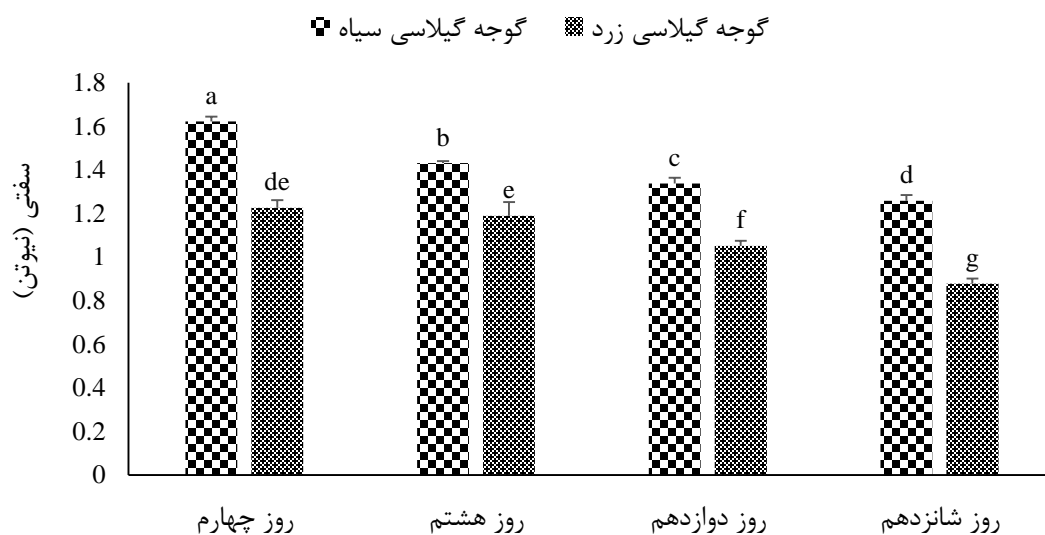 گوجه گیلاسی سیاه گوجه گیلاسی زرد
سفتی (نیوتن)
1.8
1.6
1.4
1.2
1
0.8
0.6
0.4
0.2
0
a
de
b
e
c
f
d
g
روز چهارم روز هشتم روز دوازدهم روز شانزدهم